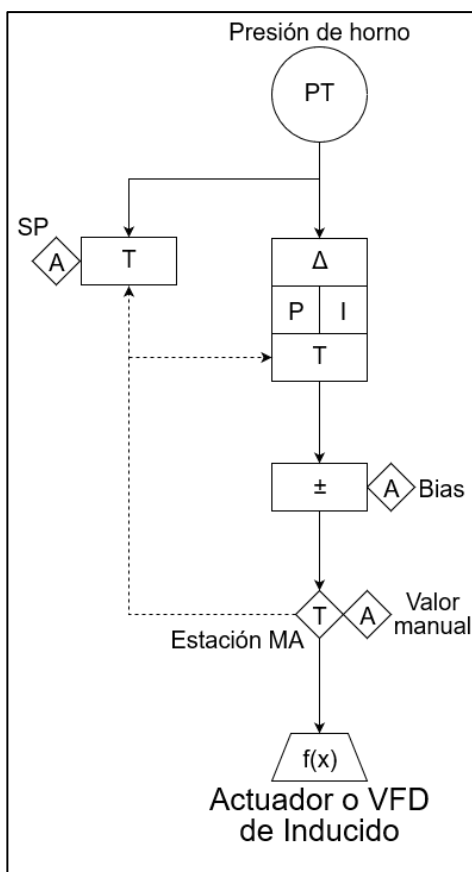 Presión de horno
PT
SP
A
T
Δ
P
I
T
±
A
Bias
T
A
Valor
manual
Estación MA
f(x)
Actuador o VFD
de Inducido